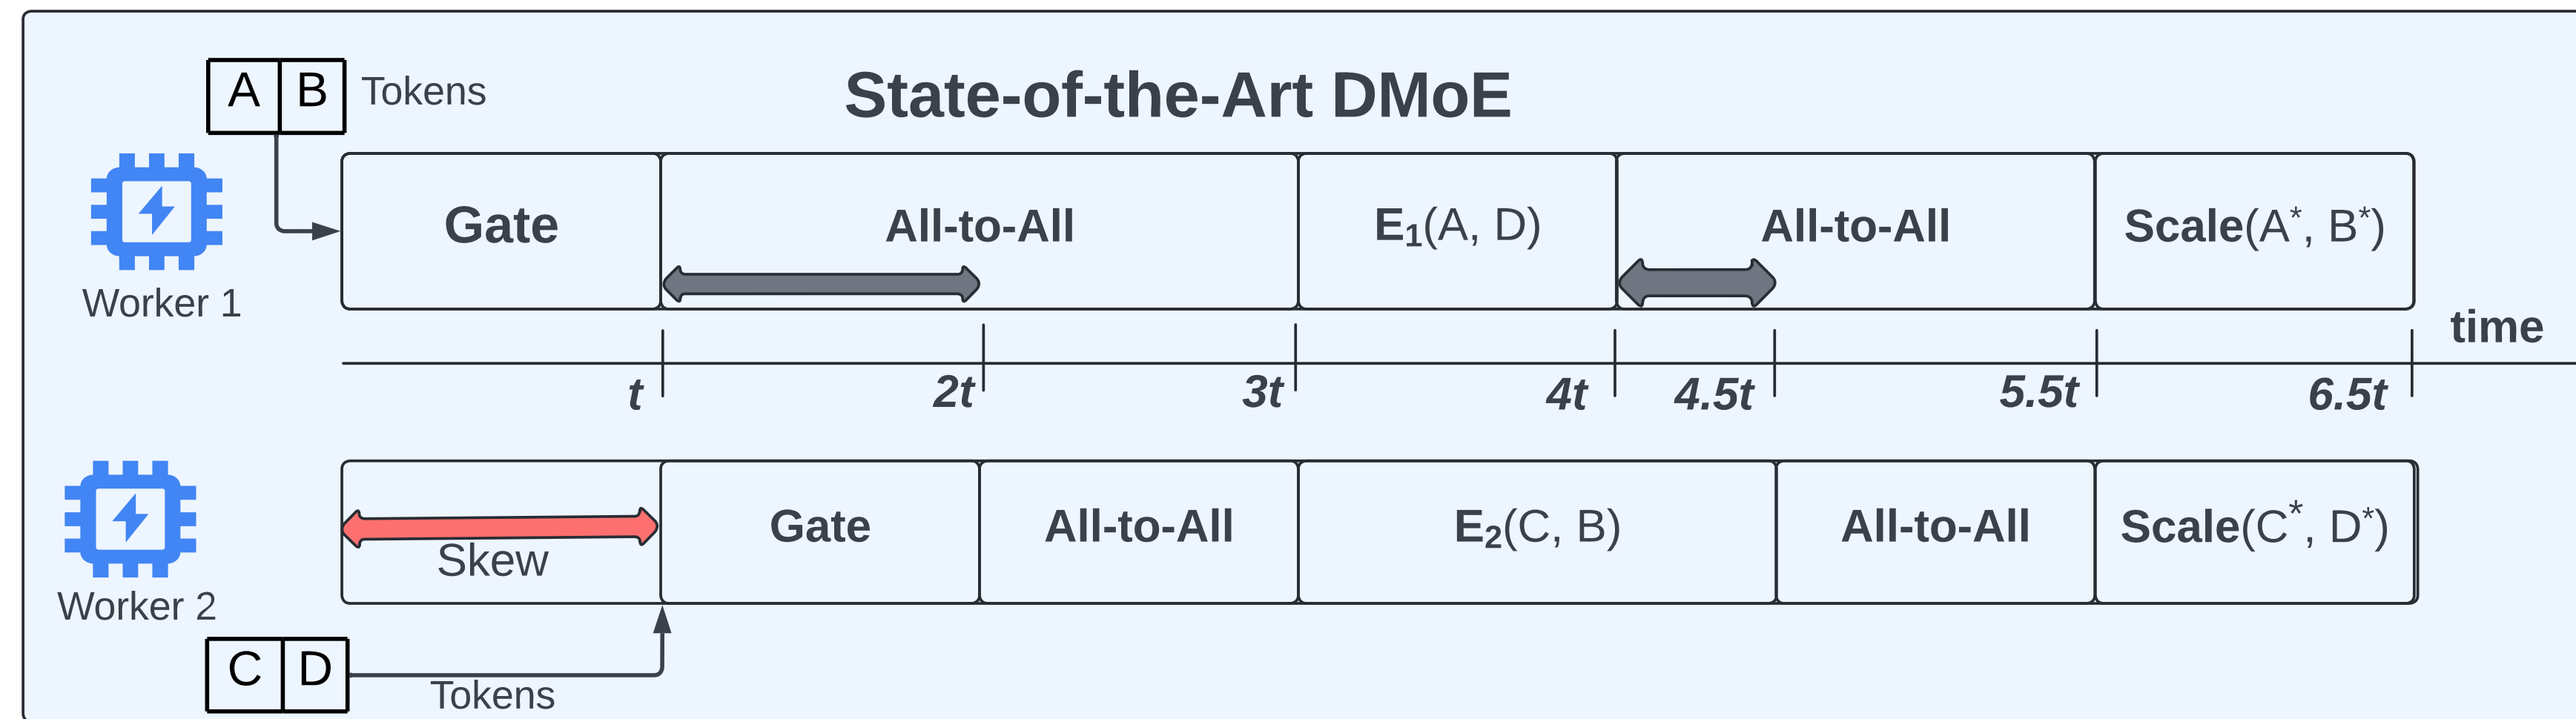 A B Tokens
State-of-the-Art DMoE
Gate All-to-All E₁(A, D) All-to-All Scale(A*, B*)
Worker 1
time
t 2t 3t 4t 4.5t 5.5t 6.5t
Skew Gate All-to-All E₂(C, B) All-to-All Scale(C*, D*)
Worker 2
C D Tokens